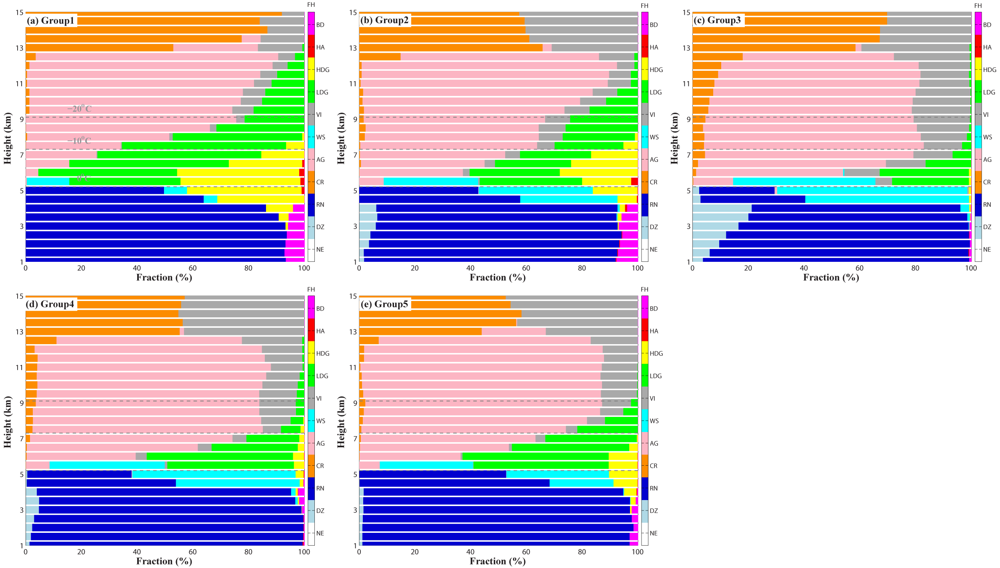 FH
(a) Group1
15
13
11
9
7
5
3
1
Height (km)
−20°C
−10°C
0°C
0 20 40 60 80 100
Fraction (%)
BD
HA
HDG
LDG
VI
WS
AG
CR
RN
DZ
NE
FH
(b) Group2
15
13
11
9
7
5
3
1
Height (km)
0 20 40 60 80 100
Fraction (%)
BD
HA
HDG
LDG
VI
WS
AG
CR
RN
DZ
NE
FH
(c) Group3
15
13
11
9
7
5
3
1
Height (km)
0 20 40 60 80 100
Fraction (%)
BD
HA
HDG
LDG
VI
WS
AG
CR
RN
DZ
NE
FH
(d) Group4
15
13
11
9
7
5
3
1
Height (km)
0 20 40 60 80 100
Fraction (%)
BD
HA
HDG
LDG
VI
WS
AG
CR
RN
DZ
NE
FH
(e) Group5
15
13
11
9
7
5
3
1
Height (km)
0 20 40 60 80 100
Fraction (%)
BD
HA
HDG
LDG
VI
WS
AG
CR
RN
DZ
NE